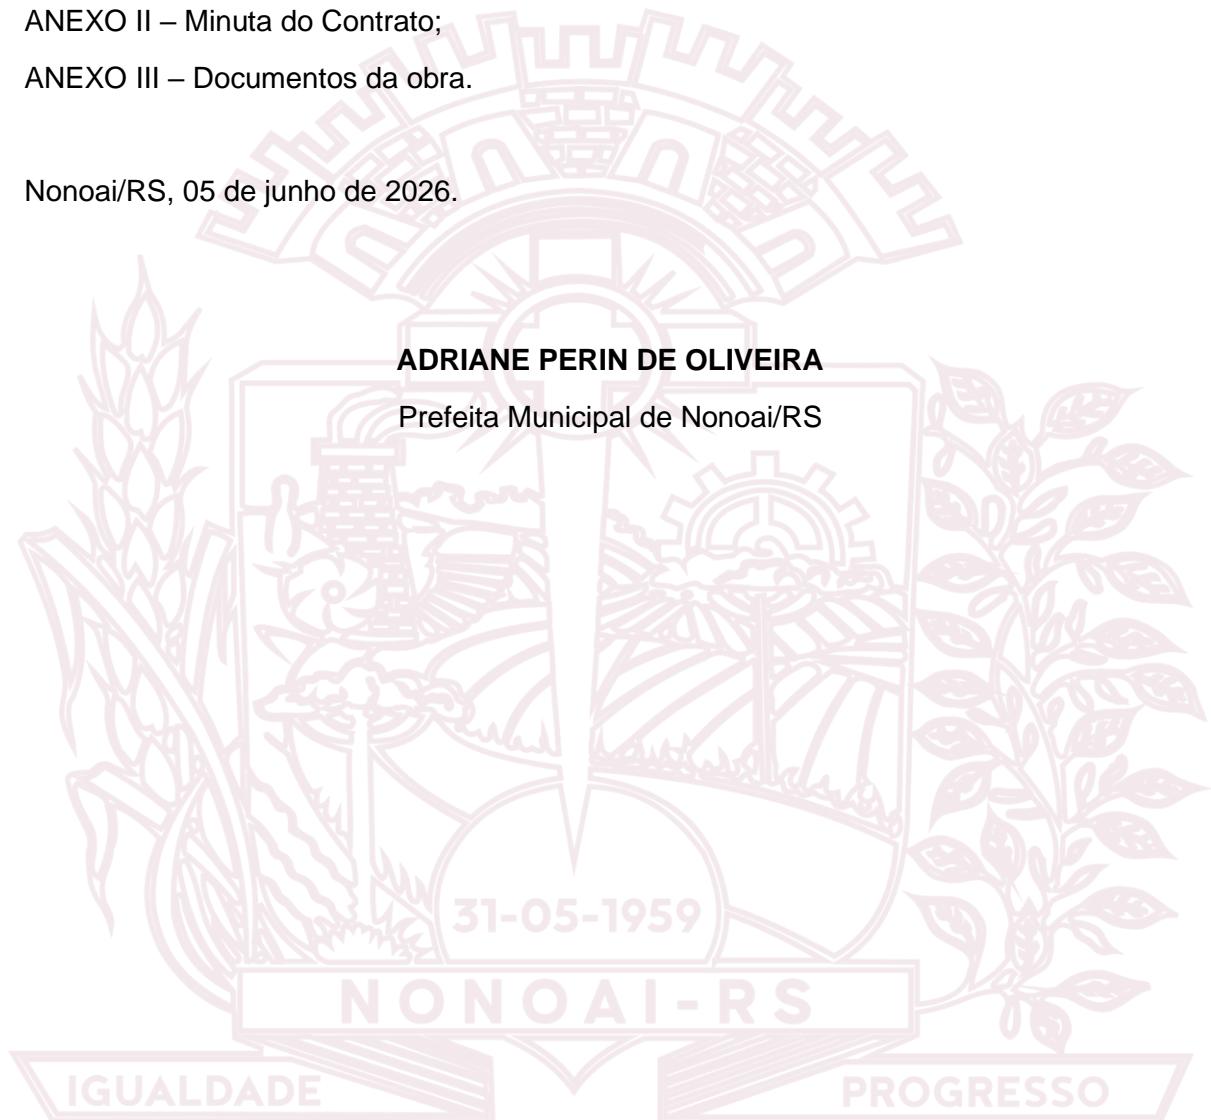 ANEXO II – Minuta do Contrato;
ANEXO III – Documentos da obra.
Nonoai/RS, 05 de junho de 2026.
ADRIANE PERIN DE OLIVEIRA
Prefeita Municipal de Nonoai/RS
31-05-1959
NONOAI-RS
IGUALDADE
PROGRESSO